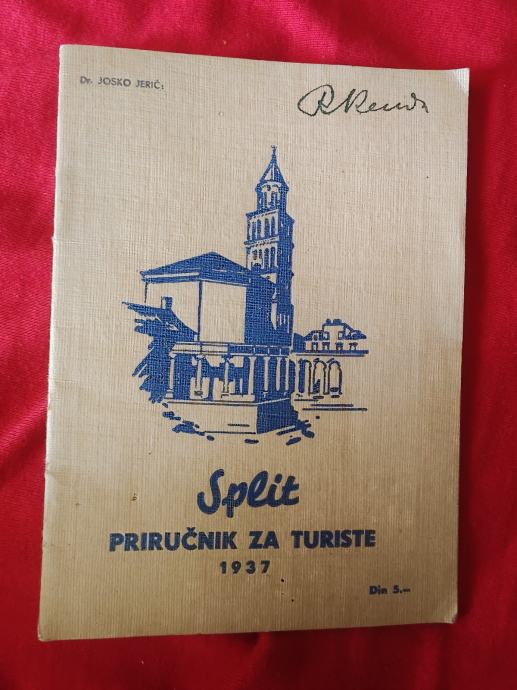 Dr. JOSKO JERIĆ:
Split
PRIRUČNIK ZA TURISTE
1937
Din 5.—